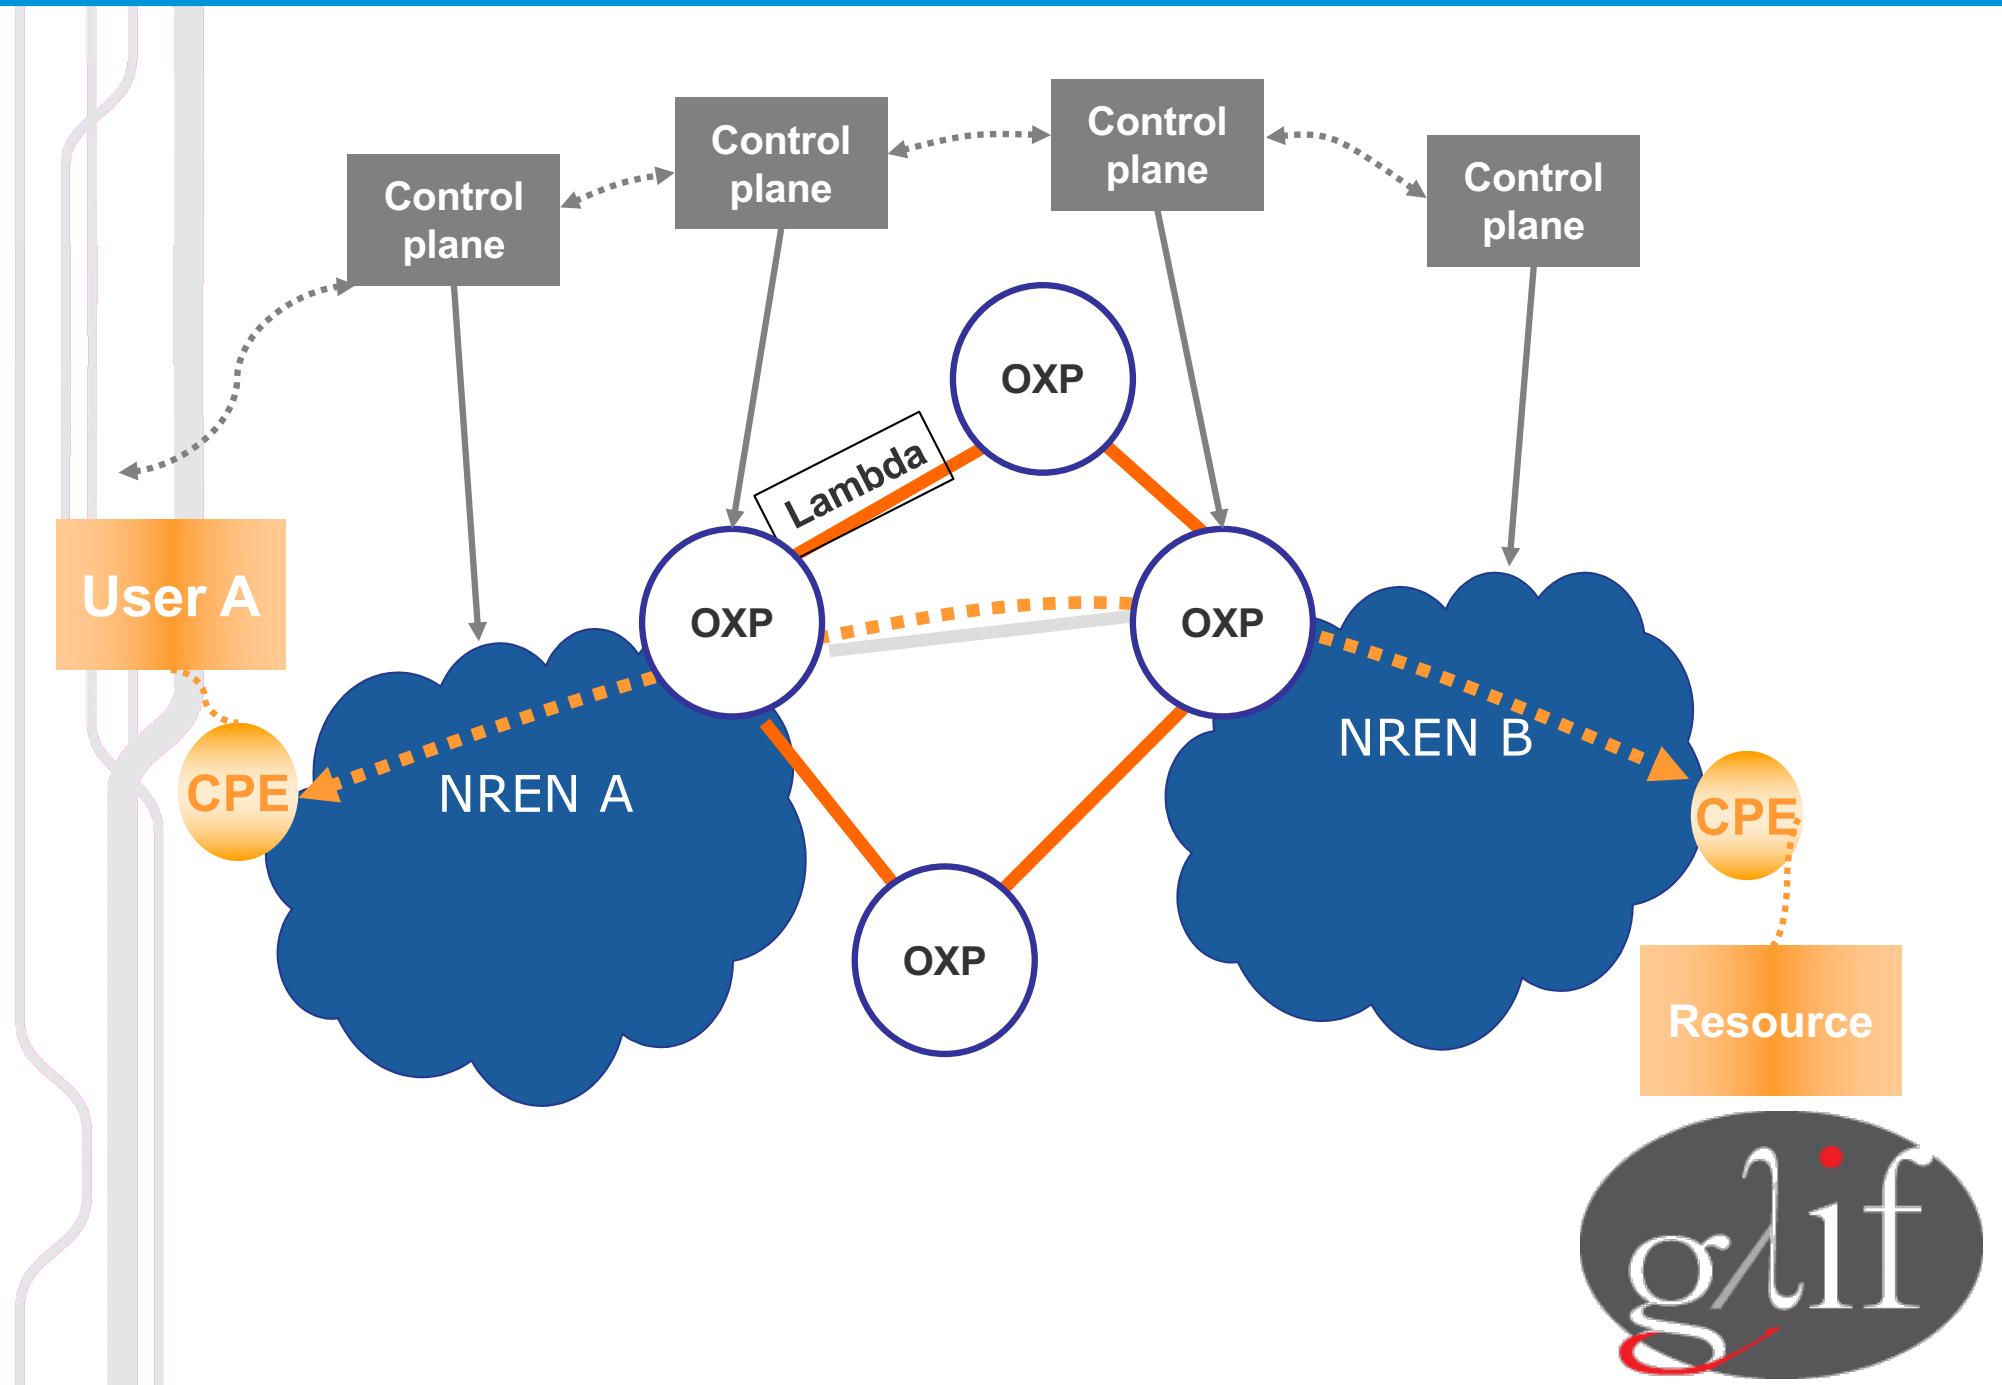 Control
plane
Control
plane
Control
plane
Control
plane
OXP
Lambda
User A
OXP
OXP
NREN A
NREN B
CPE
CPE
OXP
Resource
gλif